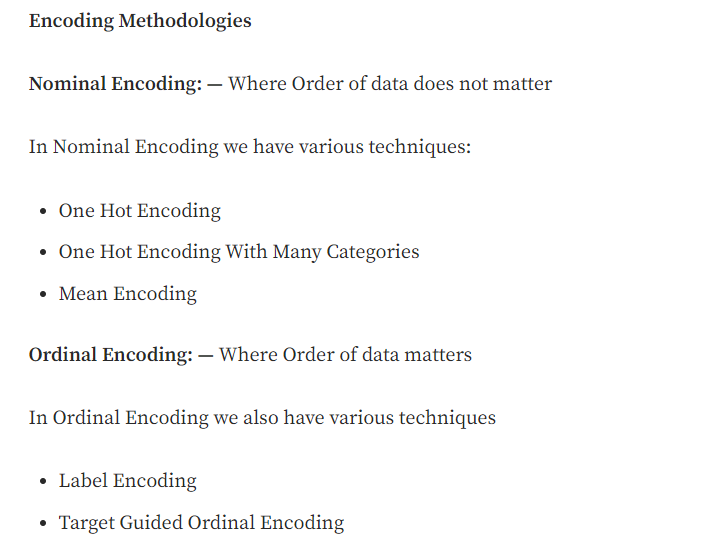 Encoding Methodologies
Nominal Encoding: — Where Order of data does not matter
In Nominal Encoding we have various techniques:
• One Hot Encoding
• One Hot Encoding With Many Categories
• Mean Encoding
Ordinal Encoding: — Where Order of data matters
In Ordinal Encoding we also have various techniques
• Label Encoding
• Target Guided Ordinal Encoding